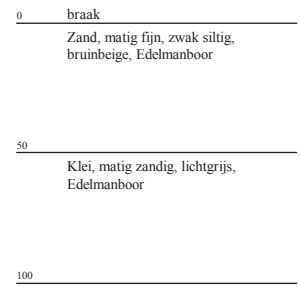 0 braak
Zand, matig fijn, zwak siltig,
bruinbeige, Edelmanboor
50
Klei, matig zandig, lichtgrijs,
Edelmanboor
100